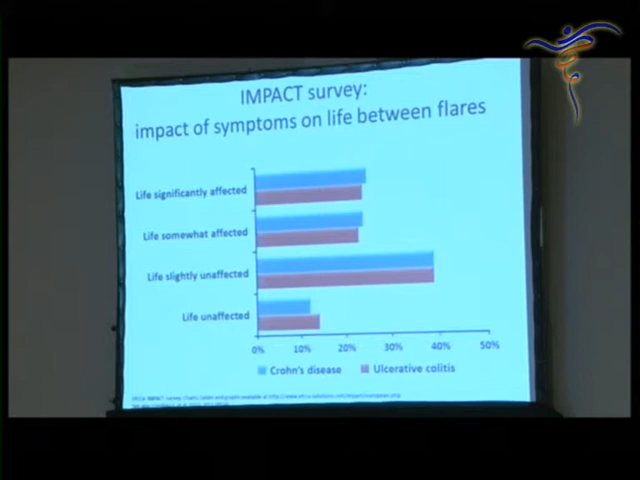 IMPACT survey:
impact of symptoms on life between flares
Life significantly affected
Life somewhat affected
Life slightly unaffected
Life unaffected
0% 10% 20% 30% 40% 50%
Crohn's disease Ulcerative colitis